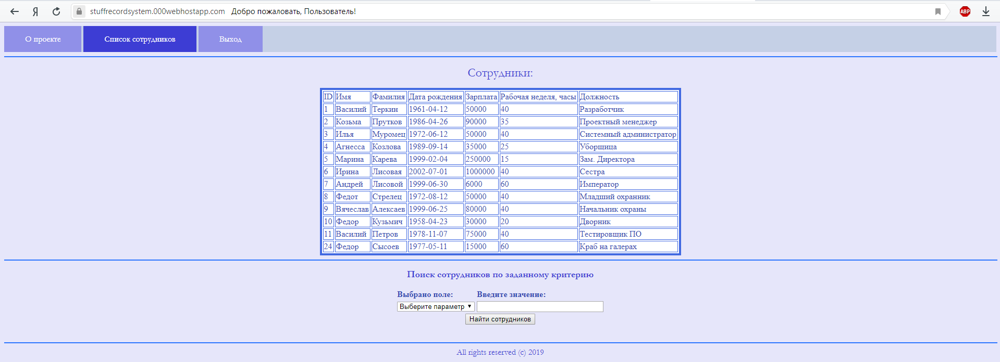 Я stuffrecordsystem.000webhostapp.com Добро пожаловать, Пользователь! ABP
О проекте Список сотрудников Выход
Сотрудники:
ID Имя Фамилия Дата рождения Зарплата Рабочая неделя, часы Должность
1 Василий Теркин 1961-04-12 50000 40 Разработчик
2 Козьма Прутков 1986-04-26 90000 35 Проектный менеджер
3 Илья Муромец 1972-06-12 50000 40 Системный администратор
4 Агнесса Козлова 1989-09-14 35000 25 Уборщица
5 Марина Карева 1999-02-04 250000 15 Зам. Директора
6 Ирина Лисовая 2002-07-01 1000000 40 Сестра
7 Андрей Лисовой 1999-06-30 6000 60 Император
8 Федот Стрелец 1972-08-12 50000 40 Младший охранник
9 Вячеслав Алексаев 1999-06-25 80000 40 Начальник охраны
10 Федор Кузьмич 1958-04-23 30000 20 Дворник
11 Василий Петров 1978-11-07 75000 40 Тестировщик ПО
24 Федор Сысоев 1977-05-11 15000 60 Краб на галерах
Поиск сотрудников по заданному критерию
Выбрано поле: Введите значение:
Выберите параметр
Найти сотрудников
All rights reserved (c) 2019